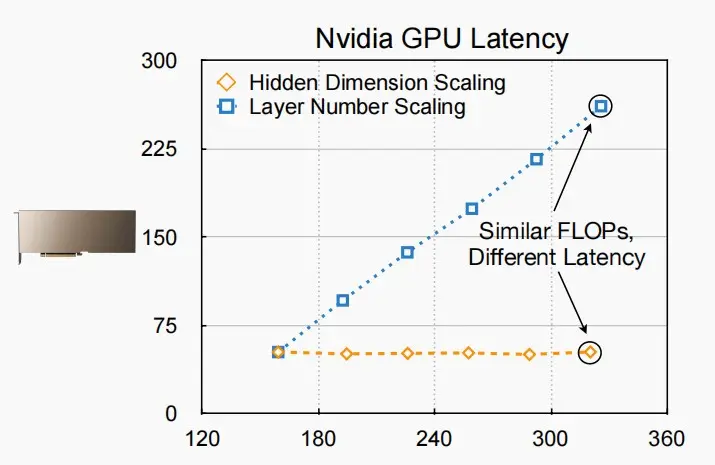 Nvidia GPU Latency
300
Hidden Dimension Scaling
Layer Number Scaling
225
150
Similar FLOPs,
Different Latency
75
0
120 180 240 300 360